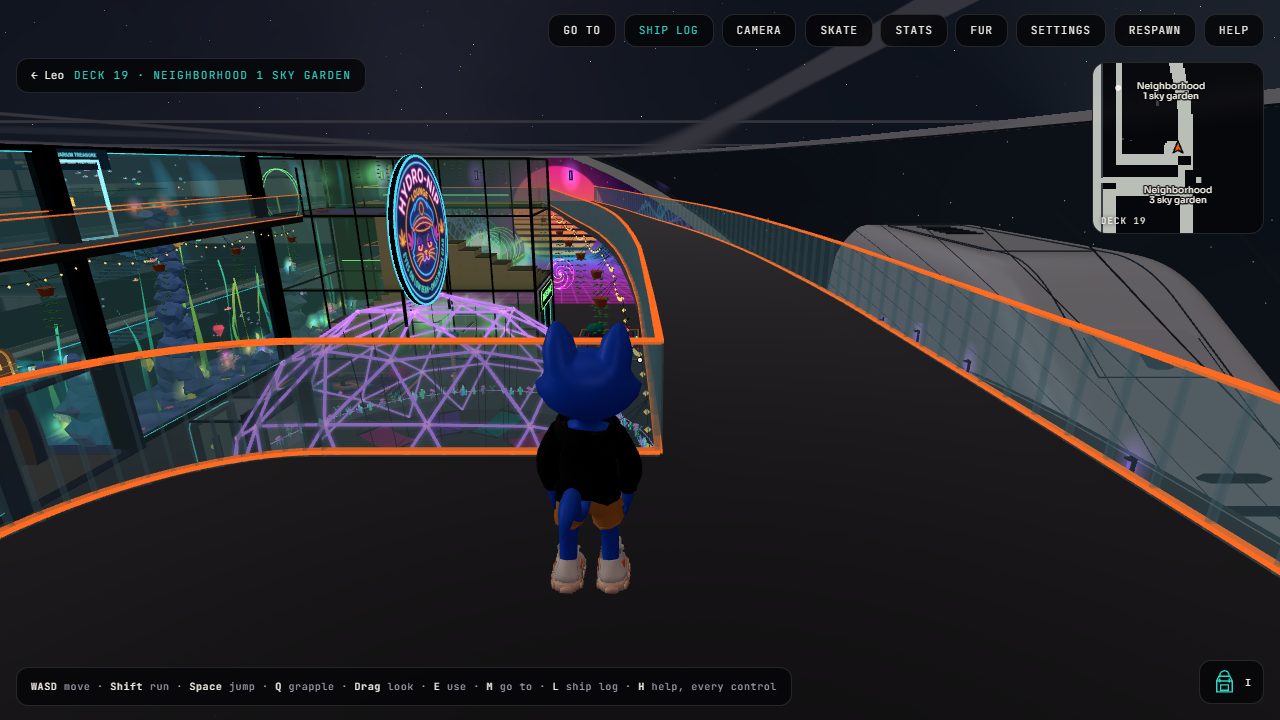 GO TO
SHIP LOG
CAMERA
SKATE
STATS
FUR
SETTINGS
RESPAWN
HELP
← Leo DECK 19 · NEIGHBORHOOD 1 SKY GARDEN
Neighborhood
1 sky garden
Neighborhood
3 sky garden
DECK 19
HYDRO-NIP
LOUNGE
WASD move · Shift run · Space jump · Q grapple · Drag look · E use · M go to · L ship log · H help, every control
I